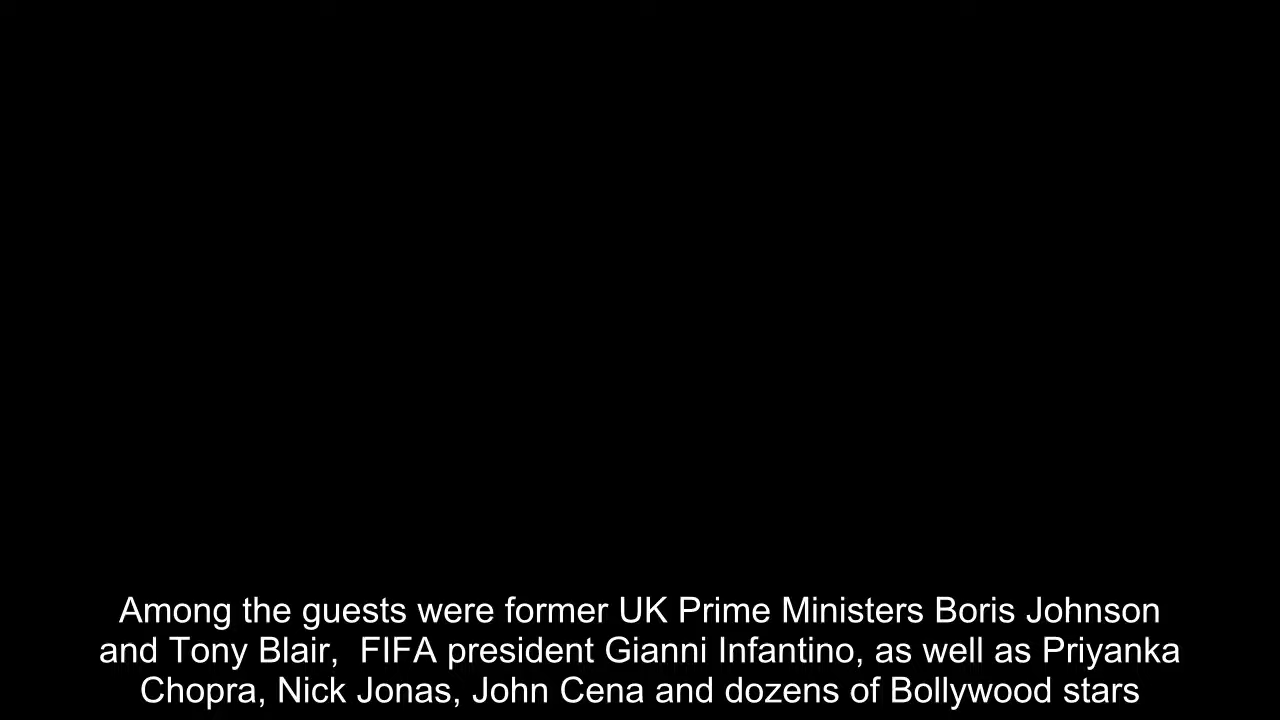 Among the guests were former UK Prime Ministers Boris Johnson
and Tony Blair,  FIFA president Gianni Infantino, as well as Priyanka
Chopra, Nick Jonas, John Cena and dozens of Bollywood stars